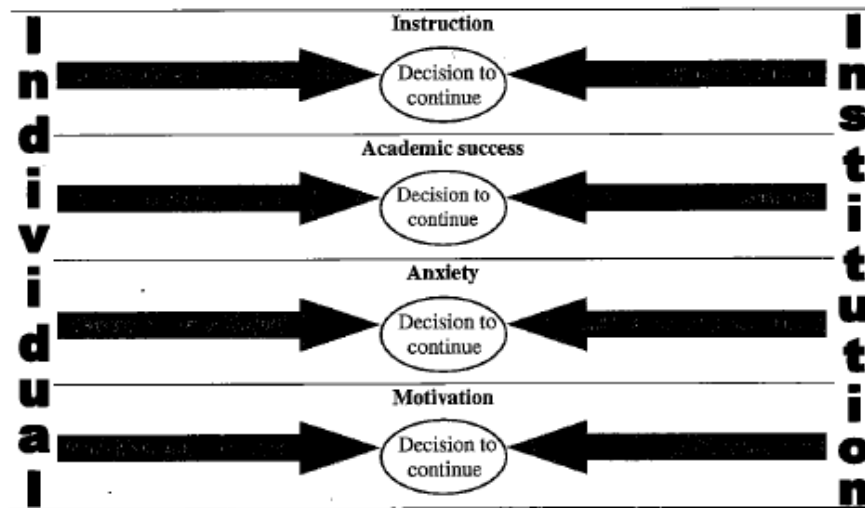 Individual
Institution
Instruction
Decision to
continue
Academic success
Decision to
continue
Anxiety
Decision to
continue
Motivation
Decision to
continue